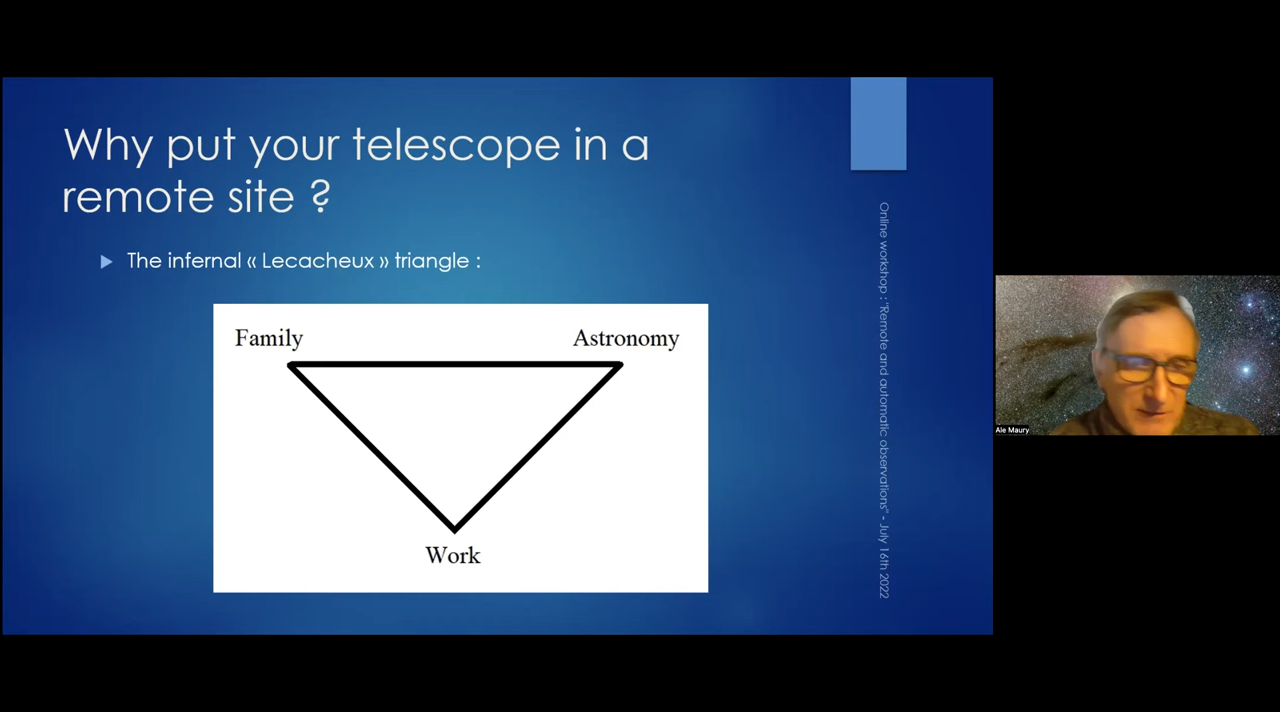 Why put your telescope in a
remote site ?
The infernal « Lecacheux » triangle :
Family
Astronomy
Work
Online workshop : "Remote and automatic observations" - July 16th 2022
Ale Maury